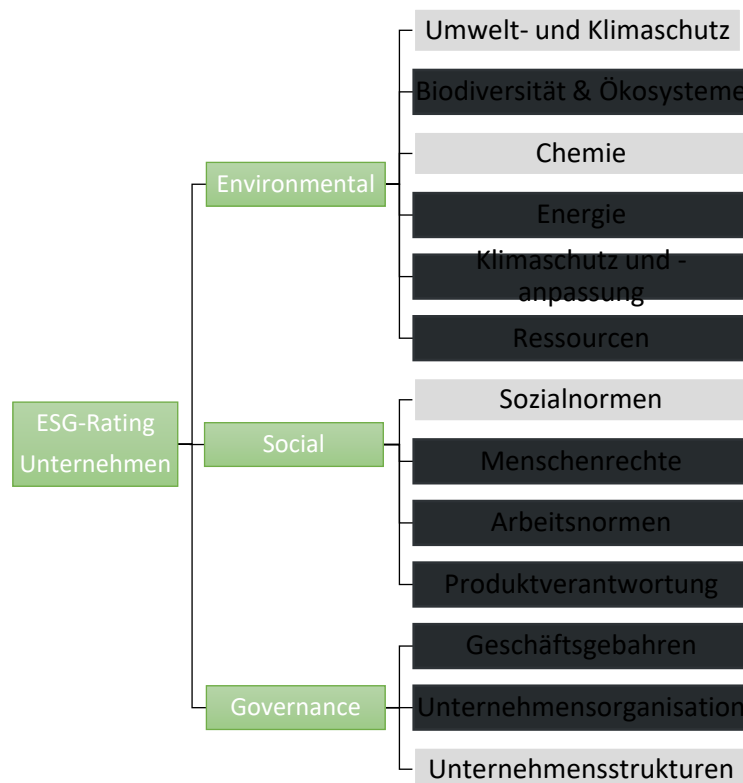 Umwelt- und Klimaschutz
Biodiversität & Ökosysteme
Chemie
Environmental
Energie
Klimaschutz und -
anpassung
Ressourcen
Sozialnormen
ESG-Rating
Unternehmen
Social
Menschenrechte
Arbeitsnormen
Produktverantwortung
Geschäftsgebahren
Governance
Unternehmensorganisation
Unternehmensstrukturen